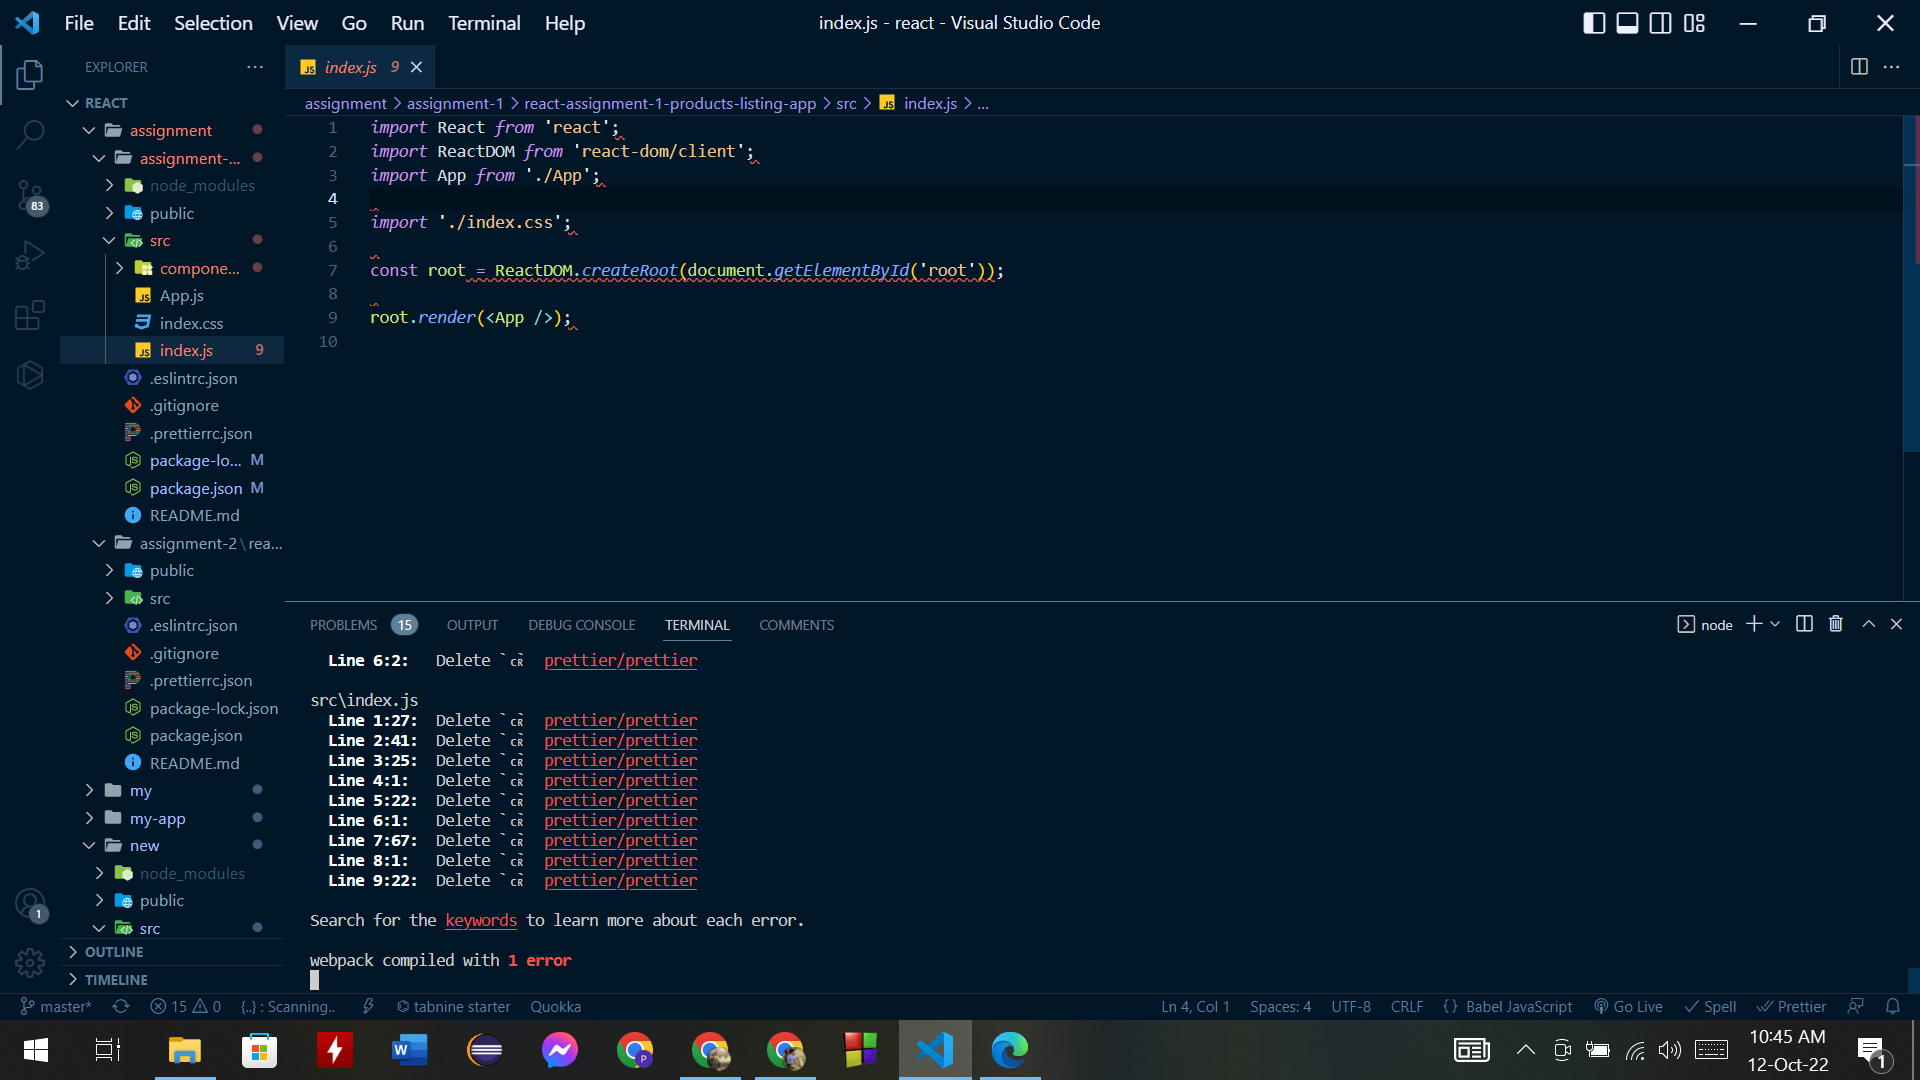 File Edit Selection View Go Run Terminal Help
index.js - react - Visual Studio Code
EXPLORER
REACT
assignment
assignment-...
node_modules
public
src
compone...
App.js
index.css
index.js 9
.eslintrc.json
.gitignore
.prettierrc.json
package-lo... M
package.json M
README.md
assignment-2\rea...
public
src
.eslintrc.json
.gitignore
.prettierrc.json
package-lock.json
package.json
README.md
my
my-app
new
node_modules
public
src
OUTLINE
TIMELINE
83
1
index.js 9
assignment > assignment-1 > react-assignment-1-products-listing-app > src > index.js > ...
1 import React from 'react';
2 import ReactDOM from 'react-dom/client';
3 import App from './App';
4
5 import './index.css';
6
7 const root = ReactDOM.createRoot(document.getElementById('root'));
8
9 root.render(<App />);
10
PROBLEMS 15 OUTPUT DEBUG CONSOLE TERMINAL COMMENTS
node
Line 6:2: Delete `␍` prettier/prettier
src\index.js
Line 1:27: Delete `␍` prettier/prettier
Line 2:41: Delete `␍` prettier/prettier
Line 3:25: Delete `␍` prettier/prettier
Line 4:1: Delete `␍` prettier/prettier
Line 5:22: Delete `␍` prettier/prettier
Line 6:1: Delete `␍` prettier/prettier
Line 7:67: Delete `␍` prettier/prettier
Line 8:1: Delete `␍` prettier/prettier
Line 9:22: Delete `␍` prettier/prettier
Search for the keywords to learn more about each error.
webpack compiled with 1 error
master* 15 0 {..} : Scanning.. tabnine starter Quokka
Ln 4, Col 1 Spaces: 4 UTF-8 CRLF {} Babel JavaScript Go Live Spell Prettier
10:45 AM
12-Oct-22
1